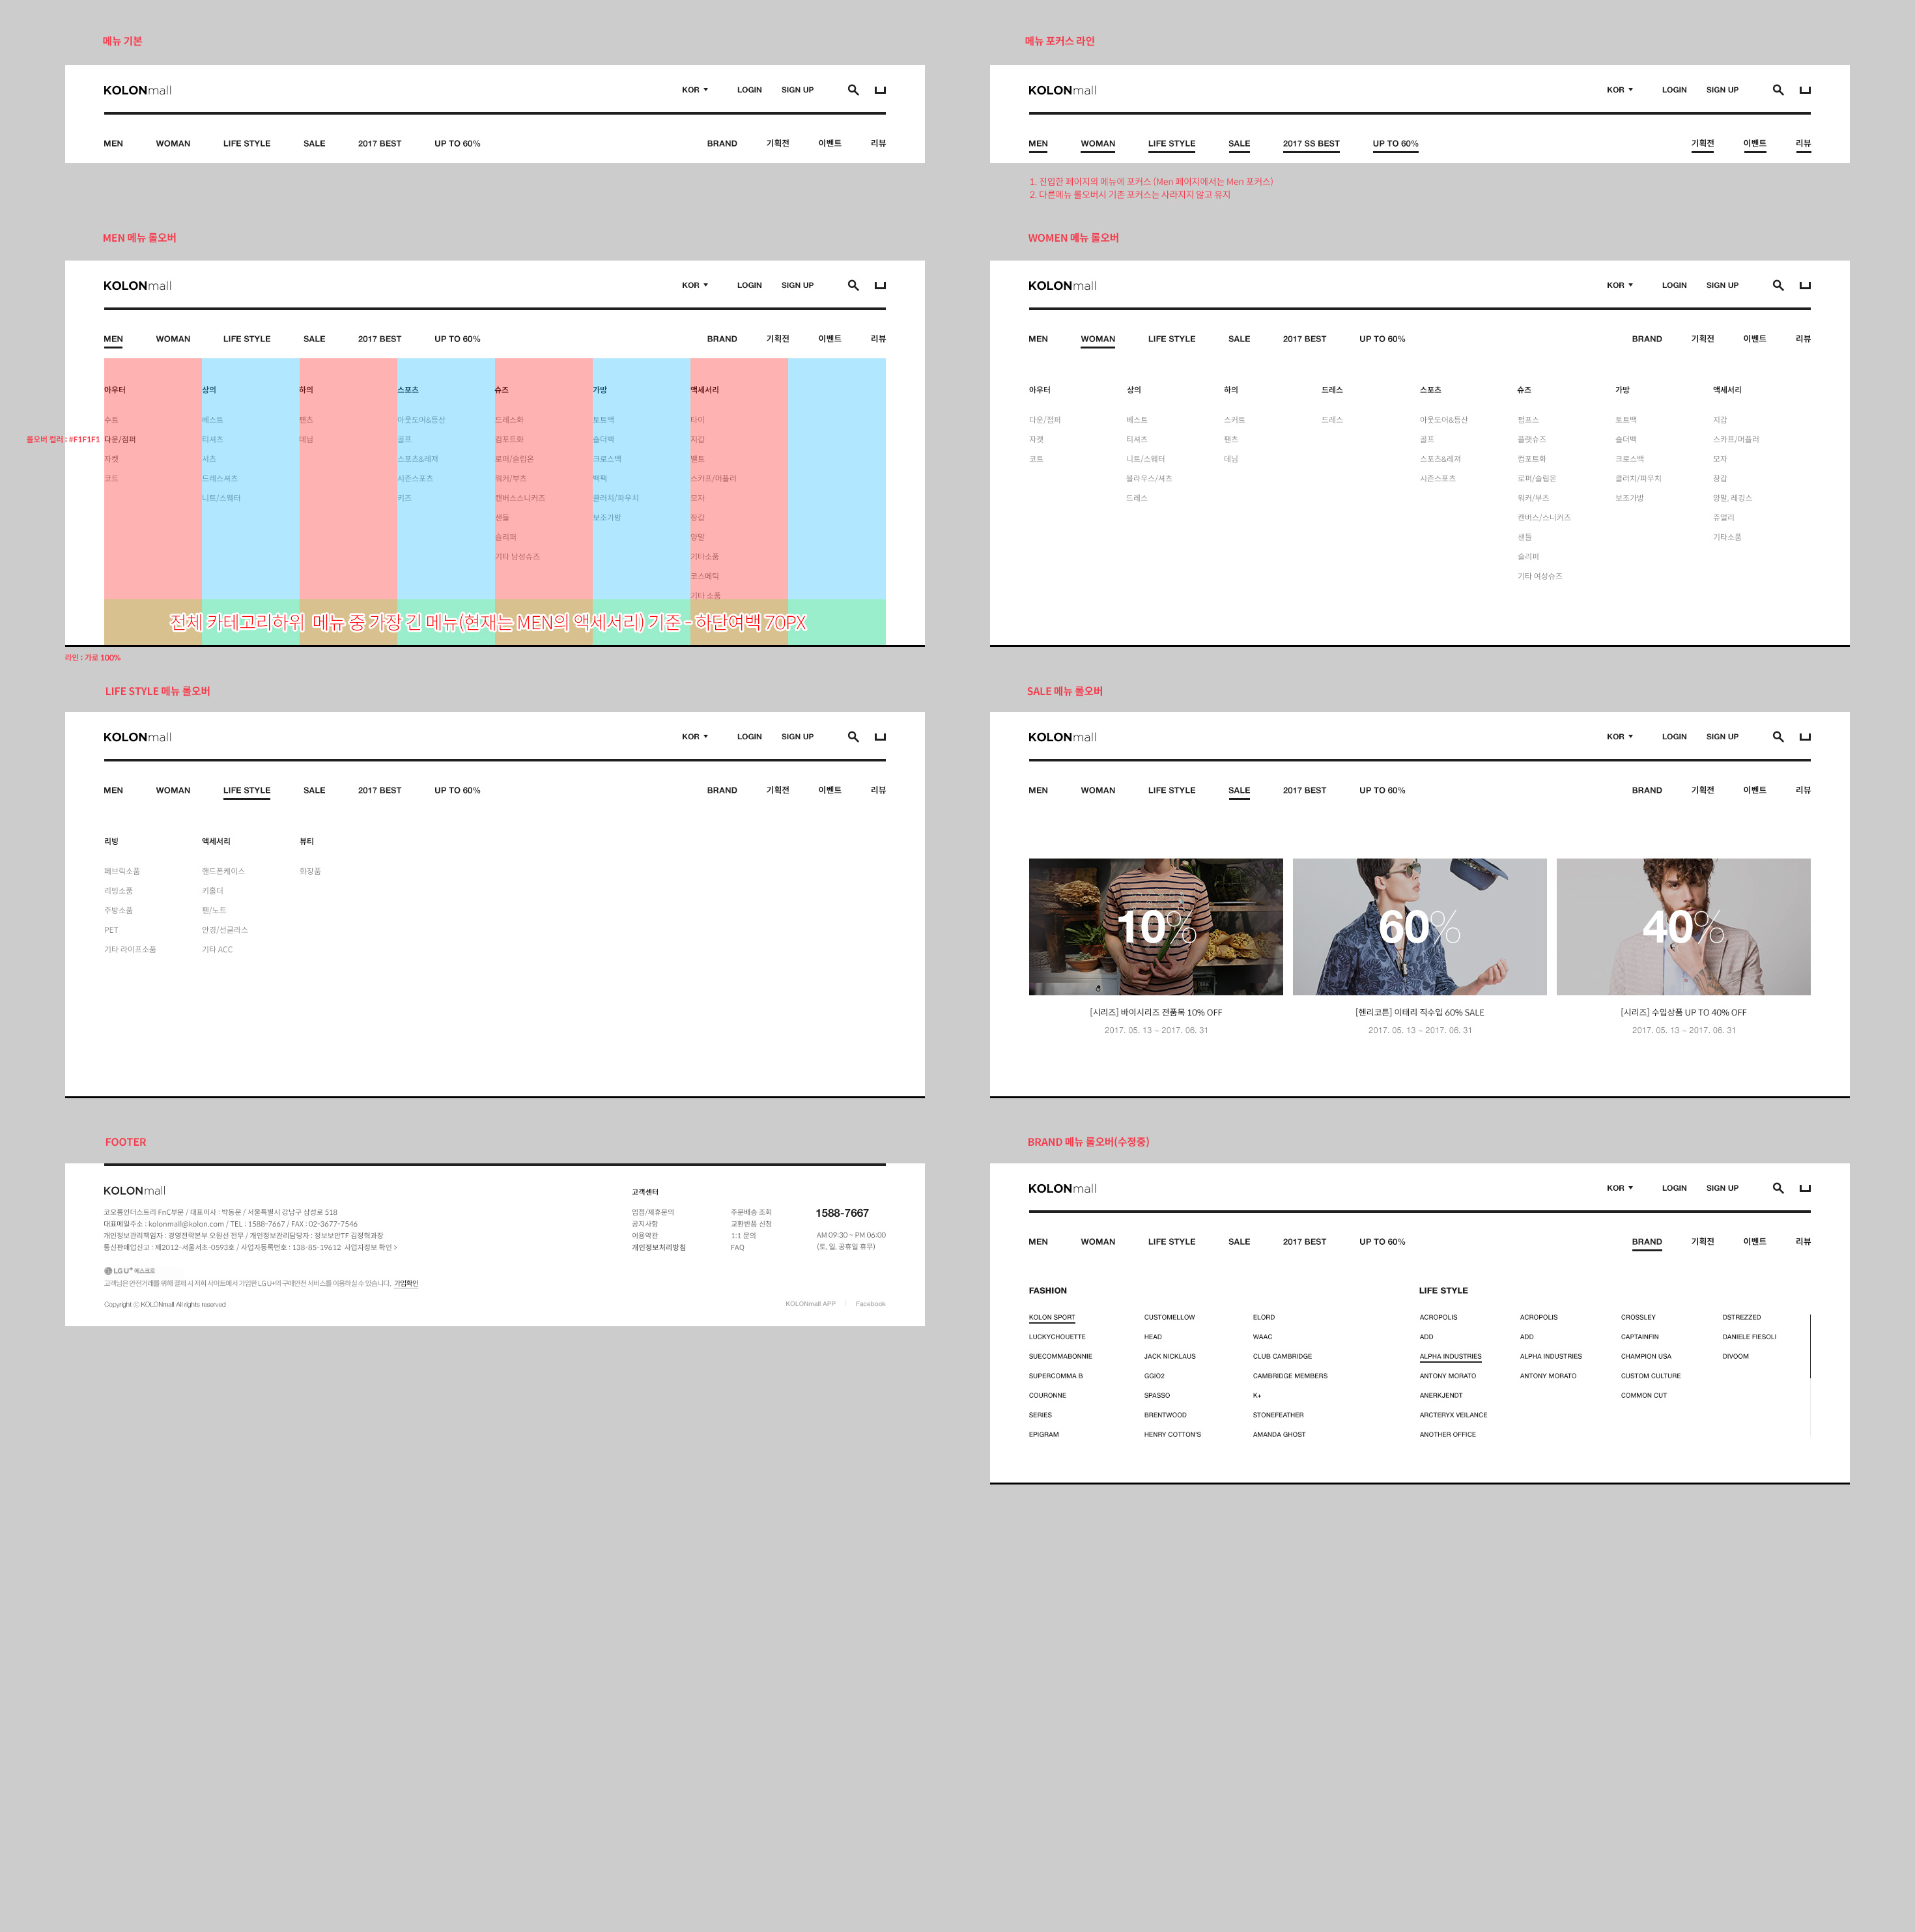 메뉴 기본
KOLONmall
KOR LOGIN SIGN UP
MEN WOMAN LIFE STYLE SALE 2017 BEST UP TO 60% BRAND 기획전 이벤트 리뷰
메뉴 포커스 라인
KOLONmall
KOR LOGIN SIGN UP
MEN WOMAN LIFE STYLE SALE 2017 SS BEST UP TO 60% 기획전 이벤트 리뷰
1. 진입한 페이지의 메뉴에 포커스 (Men 페이지에서는 Men 포커스)
2. 다른메뉴 롤오버시 기존 포커스는 사라지지 않고 유지
MEN 메뉴 롤오버
KOLONmall
KOR LOGIN SIGN UP
MEN WOMAN LIFE STYLE SALE 2017 BEST UP TO 60% BRAND 기획전 이벤트 리뷰
아우터 상의 하의 스포츠 슈즈 가방 액세서리
수트 베스트 팬츠 아웃도어&등산 드레스화 토트백 타이
롤오버 컬러 : #F1F1F1 다운/점퍼 티셔츠 데님 골프 컴포트화 숄더백 지갑
자켓 셔츠 스포츠&레져 로퍼/슬립온 크로스백 벨트
코트 드레스셔츠 시즌스포츠 워커/부츠 백팩 스카프/머플러
니트/스웨터 키즈 켄버스스니커즈 클러치/파우치 모자
샌들 보조가방 장갑
슬리퍼 양말
기타 남성슈즈 기타소품
코스메틱
기타 소품
전체 카테고리하위 메뉴 중 가장 긴 메뉴(현재는 MEN의 액세서리) 기준 - 하단여백 70PX
라인 : 가로 100%
WOMEN 메뉴 롤오버
KOLONmall
KOR LOGIN SIGN UP
MEN WOMAN LIFE STYLE SALE 2017 BEST UP TO 60% BRAND 기획전 이벤트 리뷰
아우터 상의 하의 드레스 스포츠 슈즈 가방 액세서리
다운/점퍼 베스트 스커트 드레스 아웃도어&등산 펌프스 토트백 지갑
자켓 티셔츠 팬츠 골프 플랫슈즈 숄더백 스카프/머플러
코트 니트/스웨터 데님 스포츠&레져 컴포트화 크로스백 모자
블라우스/셔츠 시즌스포츠 로퍼/슬립온 클러치/파우치 장갑
드레스 워커/부츠 보조가방 양말, 레깅스
켄버스/스니커즈 쥬얼리
샌들 기타소품
슬리퍼
기타 여성슈즈
LIFE STYLE 메뉴 롤오버
KOLONmall
KOR LOGIN SIGN UP
MEN WOMAN LIFE STYLE SALE 2017 BEST UP TO 60% BRAND 기획전 이벤트 리뷰
리빙 액세서리 뷰티
페브릭소품 핸드폰케이스 화장품
리빙소품 키홀더
주방소품 펜/노트
PET 안경/선글라스
기타 라이프소품 기타 ACC
SALE 메뉴 롤오버
KOLONmall
KOR LOGIN SIGN UP
MEN WOMAN LIFE STYLE SALE 2017 BEST UP TO 60% BRAND 기획전 이벤트 리뷰
10% 60% 40%
[시리즈] 바이시리즈 전품목 10% OFF [헨리코튼] 이태리 직수입 60% SALE [시리즈] 수입상품 UP TO 40% OFF
2017. 05. 13 – 2017. 06. 31 2017. 05. 13 – 2017. 06. 31 2017. 05. 13 – 2017. 06. 31
FOOTER
KOLONmall
코오롱인더스트리 FnC부문 / 대표이사 : 박동문 / 서울특별시 강남구 삼성로 518
대표메일주소 : kolonmall@kolon.com / TEL : 1588-7667 / FAX : 02-3677-7546
개인정보관리책임자 : 경영전략본부 오원선 전무 / 개인정보관리담당자 : 정보보안TF 김정혁과장
통신판매업신고 : 제2012-서울서초-0593호 / 사업자등록번호 : 138-85-19612 사업자정보 확인 >
LG U+ 에스크로
고객님은 안전거래를 위해 결제 시 저희 사이트에서 가입한 LG U+의 구매안전 서비스를 이용하실 수 있습니다. 가입확인
Copyright ⓒ KOLONmall All rights reserved
고객센터
입점/제휴문의 주문배송 조회 1588-7667
공지사항 교환반품 신청
이용약관 1:1 문의 AM 09:30 ~ PM 06:00
개인정보처리방침 FAQ (토, 일, 공휴일 휴무)
KOLONmall APP | Facebook
BRAND 메뉴 롤오버(수정중)
KOLONmall
KOR LOGIN SIGN UP
MEN WOMAN LIFE STYLE SALE 2017 BEST UP TO 60% BRAND 기획전 이벤트 리뷰
FASHION LIFE STYLE
KOLON SPORT CUSTOMELLOW ELORD ACROPOLIS ACROPOLIS CROSSLEY DSTREZZED
LUCKYCHOUETTE HEAD WAAC ADD ADD CAPTAINFIN DANIELE FIESOLI
SUECOMMABONNIE JACK NICKLAUS CLUB CAMBRIDGE ALPHA INDUSTRIES ALPHA INDUSTRIES CHAMPION USA DIVOOM
SUPERCOMMA B GGIO2 CAMBRIDGE MEMBERS ANTONY MORATO ANTONY MORATO CUSTOM CULTURE
COURONNE SPASSO K+ ANERKJENDT COMMON CUT
SERIES BRENTWOOD STONEFEATHER ARCTERYX VEILANCE
EPIGRAM HENRY COTTON'S AMANDA GHOST ANOTHER OFFICE